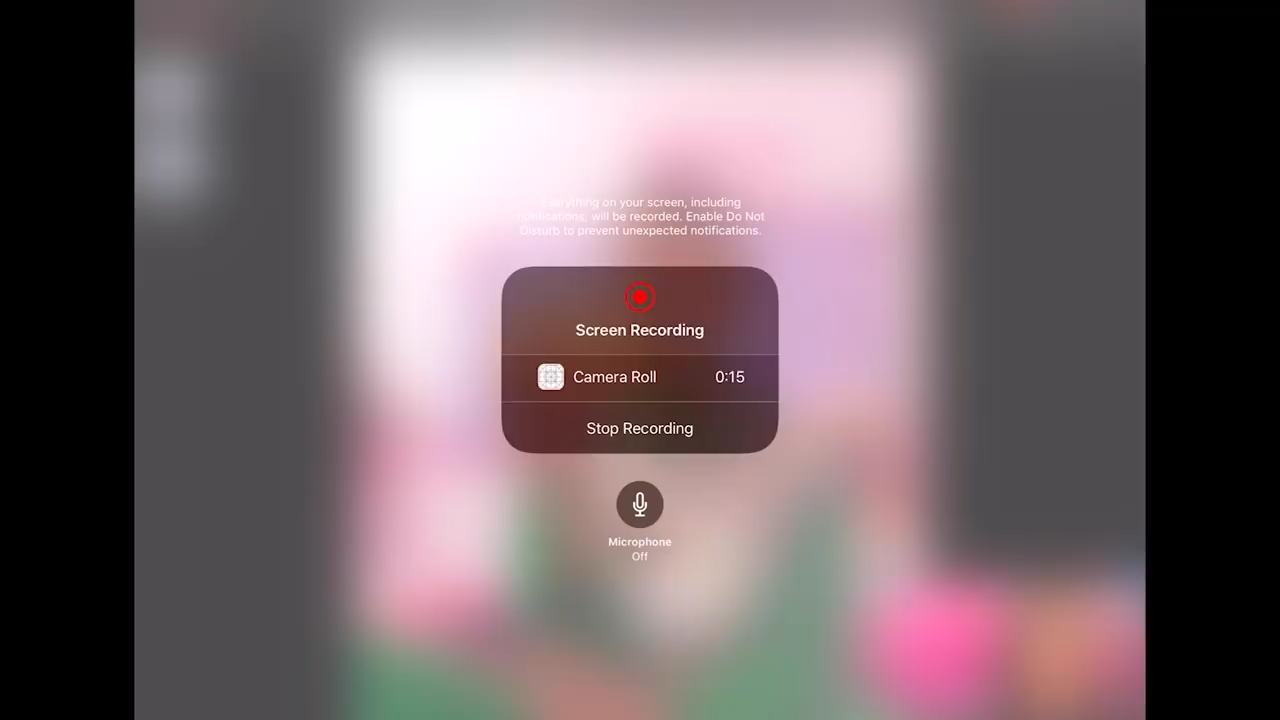 Everything on your screen, including
notifications, will be recorded. Enable Do Not
Disturb to prevent unexpected notifications.
Screen Recording
Camera Roll 0:15
Stop Recording
Microphone
Off